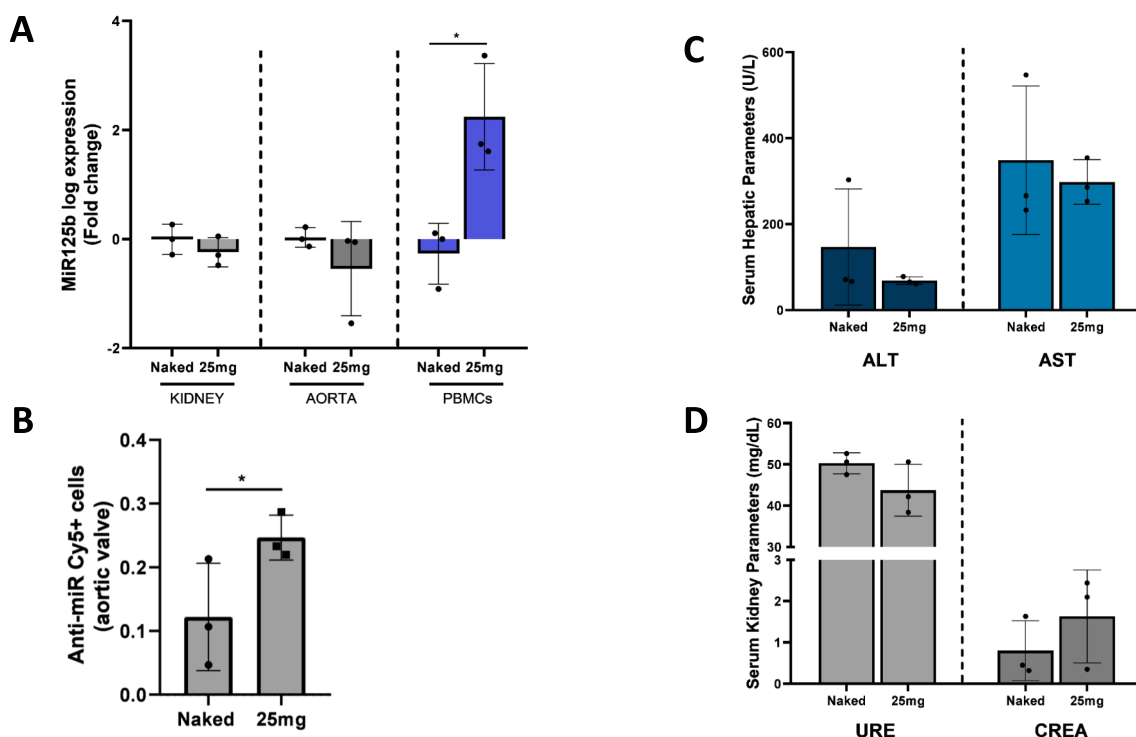 A
MiR125b log expression
(Fold change)
4
2
0
-2
*
Naked 25mg Naked 25mg Naked 25mg
KIDNEY AORTA PBMCs
B
Anti-miR Cy5+ cells
(aortic valve)
0.4
0.3
0.2
0.1
0.0
*
Naked 25mg
C
Serum Hepatic Parameters (U/L)
600
400
200
0
Naked 25mg Naked 25mg
ALT AST
D
Serum Kidney Parameters (mg/dL)
60
50
40
30
3
2
1
0
Naked 25mg Naked 25mg
URE CREA